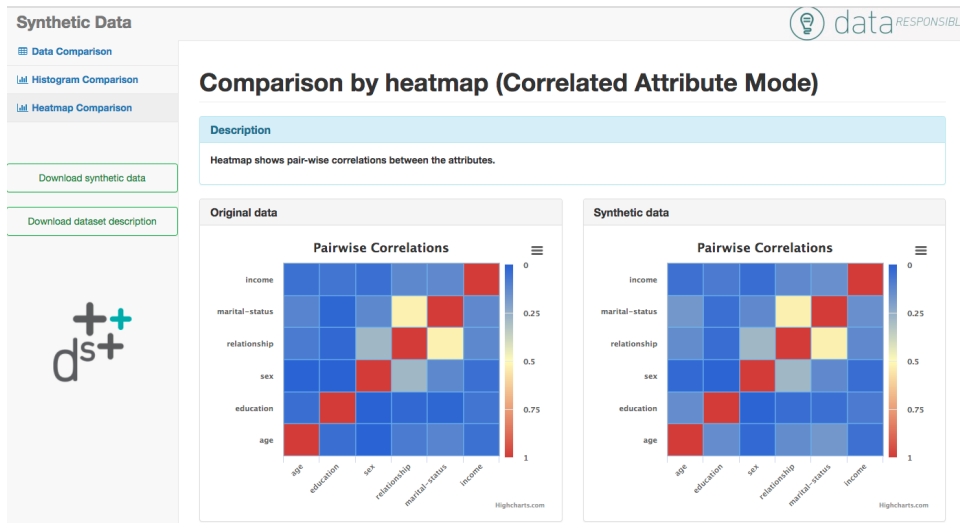 Synthetic Data
data RESPONSIBL
Data Comparison
Histogram Comparison
Heatmap Comparison
Download synthetic data
Download dataset description
ds++
Comparison by heatmap (Correlated Attribute Mode)
Description
Heatmap shows pair-wise correlations between the attributes.
Original data
Pairwise Correlations
income
marital-status
relationship
sex
education
age
age
education
sex
relationship
marital-status
income
0
0.25
0.5
0.75
1
Highcharts.com
Synthetic data
Pairwise Correlations
income
marital-status
relationship
sex
education
age
age
education
sex
relationship
marital-status
income
0
0.25
0.5
0.75
1
Highcharts.com